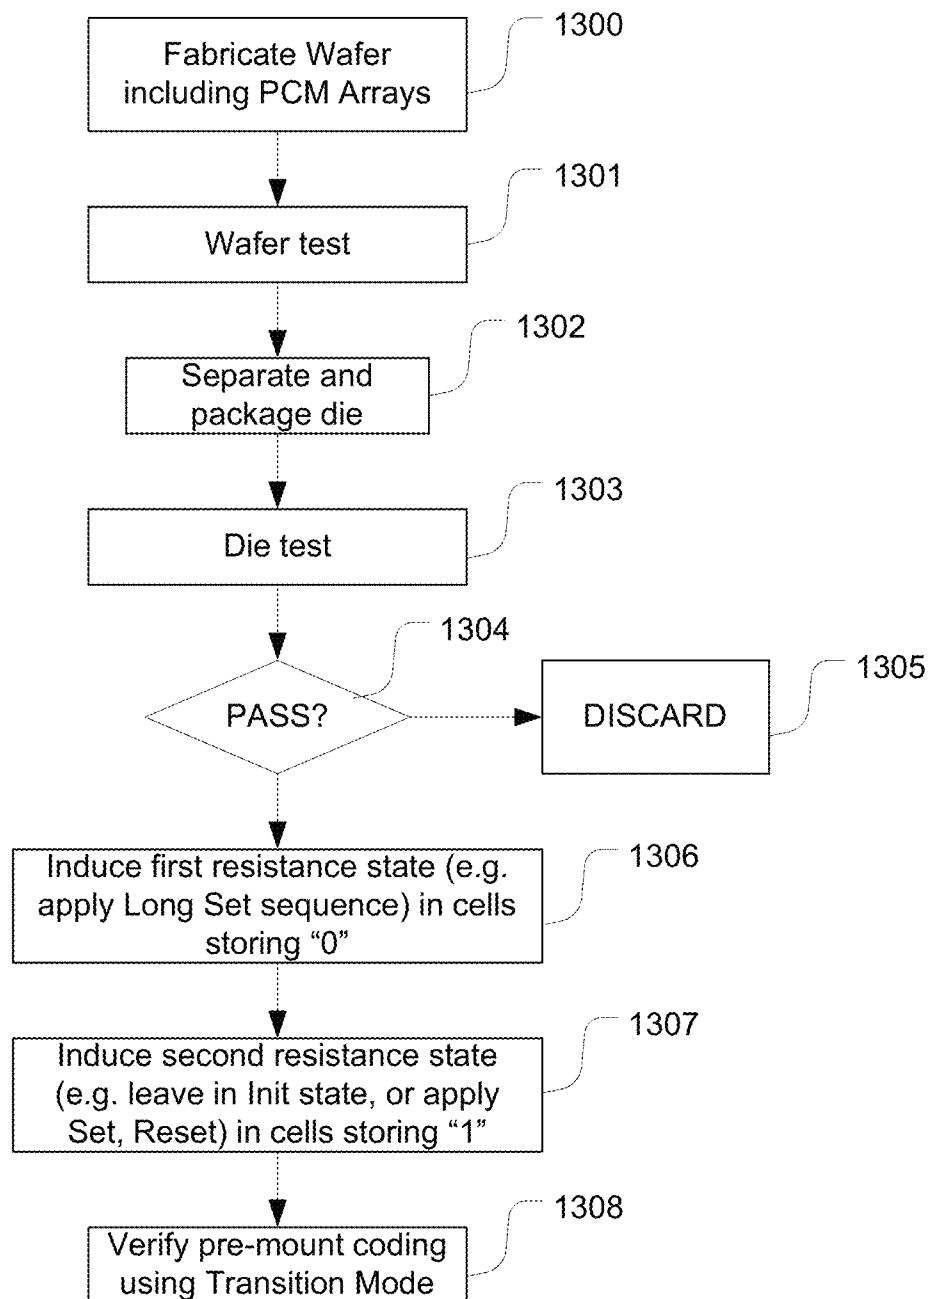 1300
Fabricate Wafer
including PCM Arrays
1301
Wafer test
1302
Separate and
package die
1303
Die test
1304
PASS?
1305
DISCARD
1306
Induce first resistance state (e.g.
apply Long Set sequence) in cells
storing “0”
1307
Induce second resistance state
(e.g. leave in Init state, or apply
Set, Reset) in cells storing “1”
1308
Verify pre-mount coding
using Transition Mode